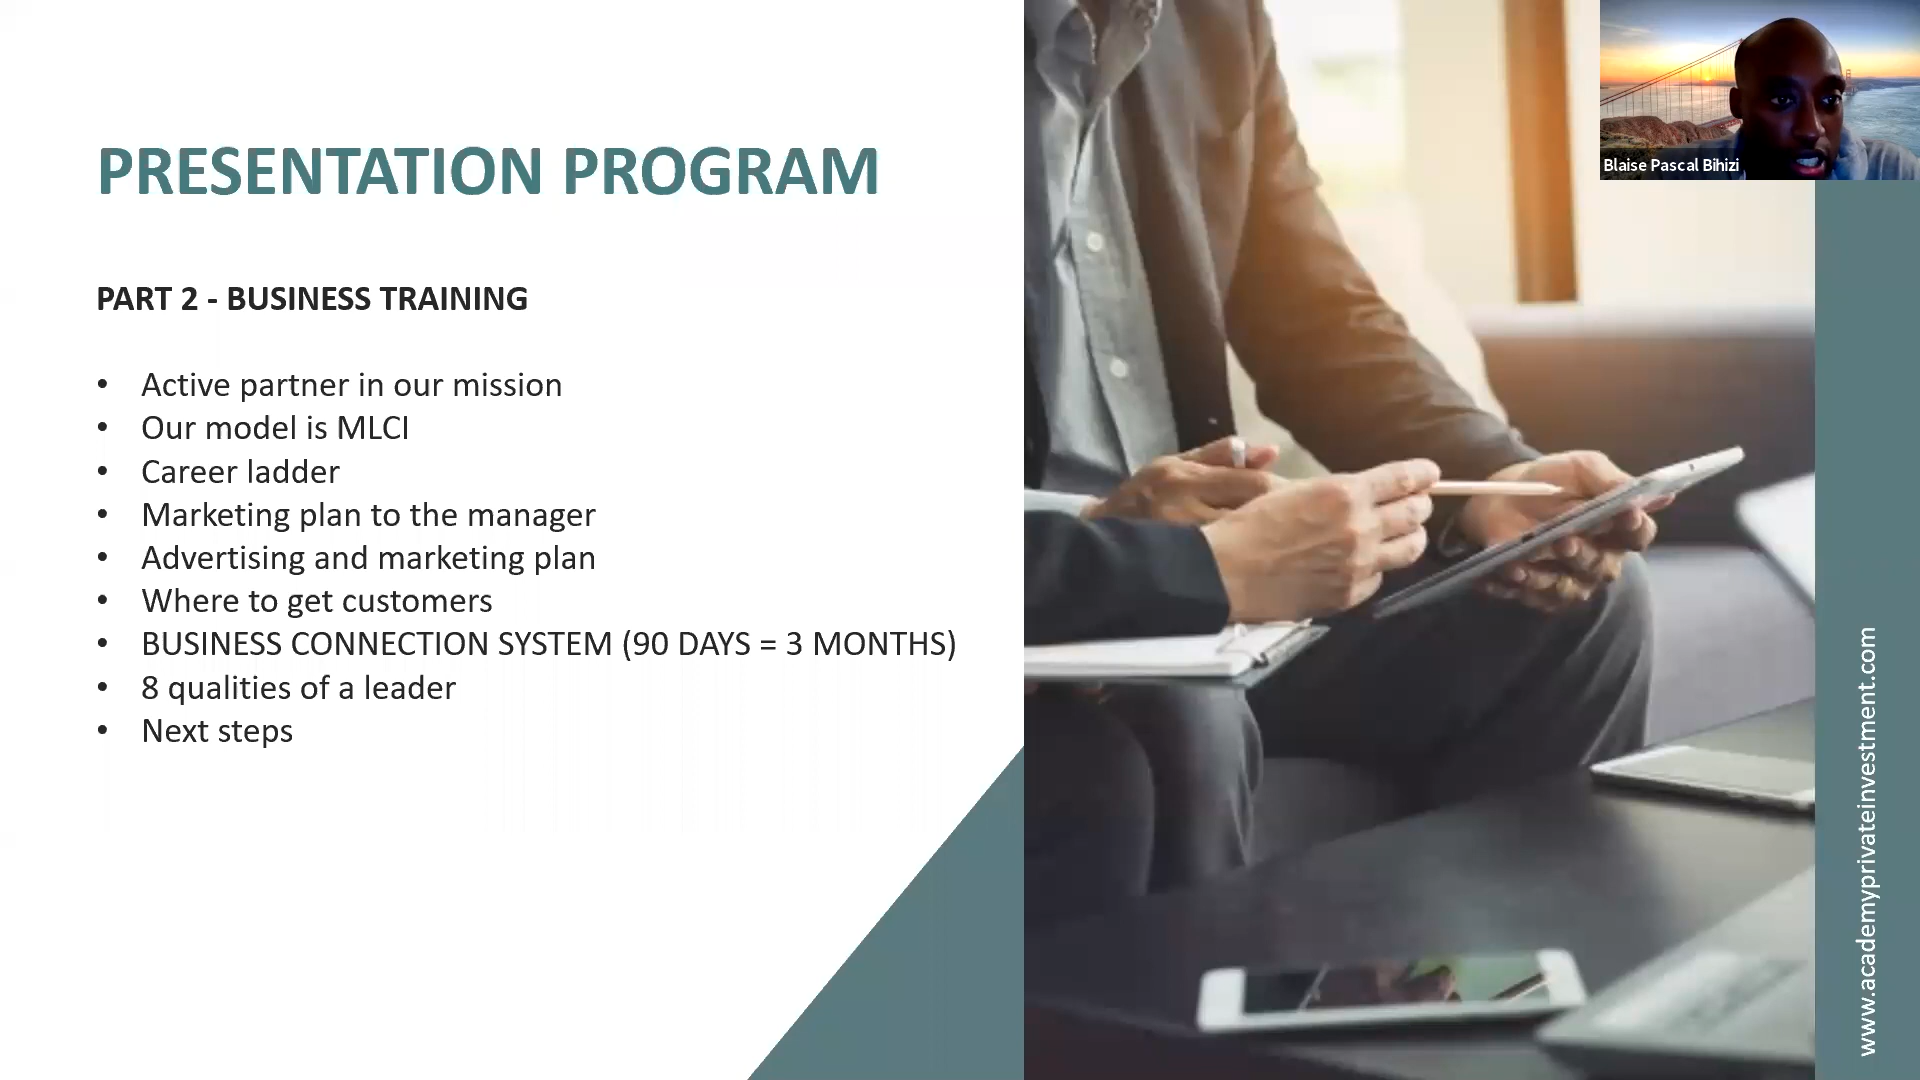 PRESENTATION PROGRAM
PART 2 - BUSINESS TRAINING
• Active partner in our mission
• Our model is MLCI
• Career ladder
• Marketing plan to the manager
• Advertising and marketing plan
• Where to get customers
• BUSINESS CONNECTION SYSTEM (90 DAYS = 3 MONTHS)
• 8 qualities of a leader
• Next steps
Blaise Pascal Bihizi
www.academyprivateinvestment.com